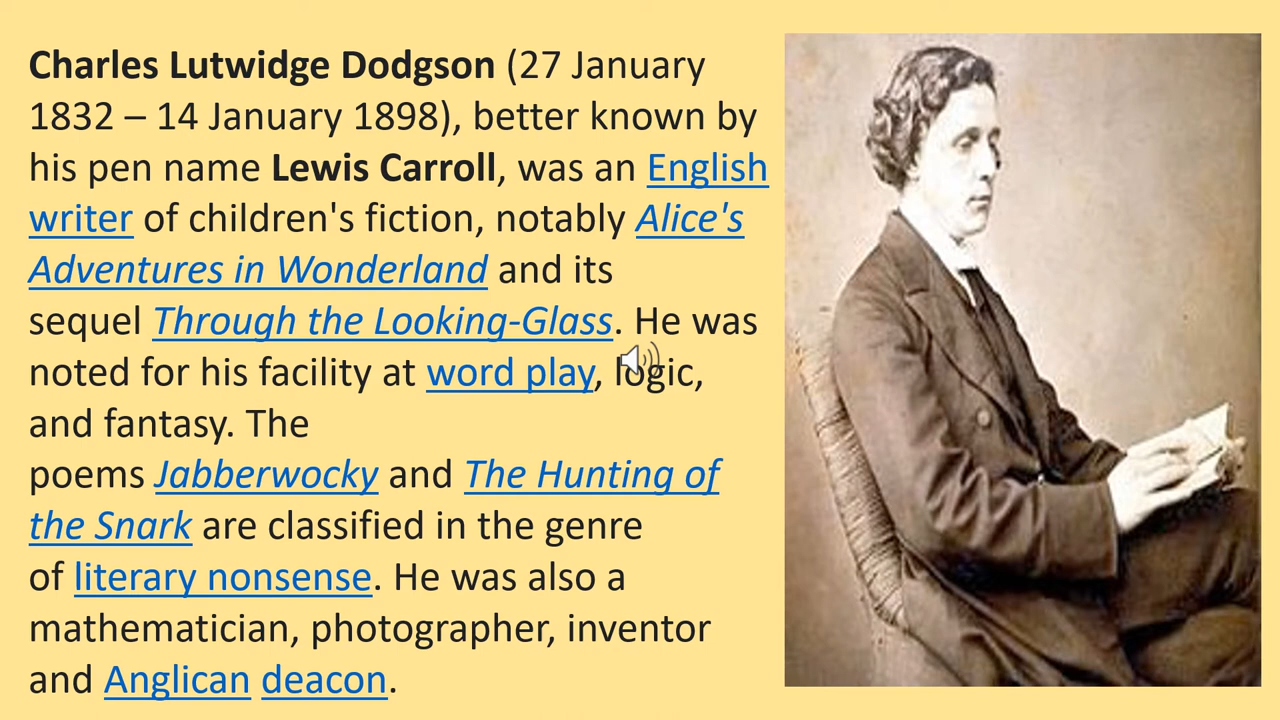 Charles Lutwidge Dodgson (27 January
1832 – 14 January 1898), better known by
his pen name Lewis Carroll, was an English
writer of children's fiction, notably Alice's
Adventures in Wonderland and its
sequel Through the Looking-Glass. He was
noted for his facility at word play, logic,
and fantasy. The
poems Jabberwocky and The Hunting of
the Snark are classified in the genre
of literary nonsense. He was also a
mathematician, photographer, inventor
and Anglican deacon.